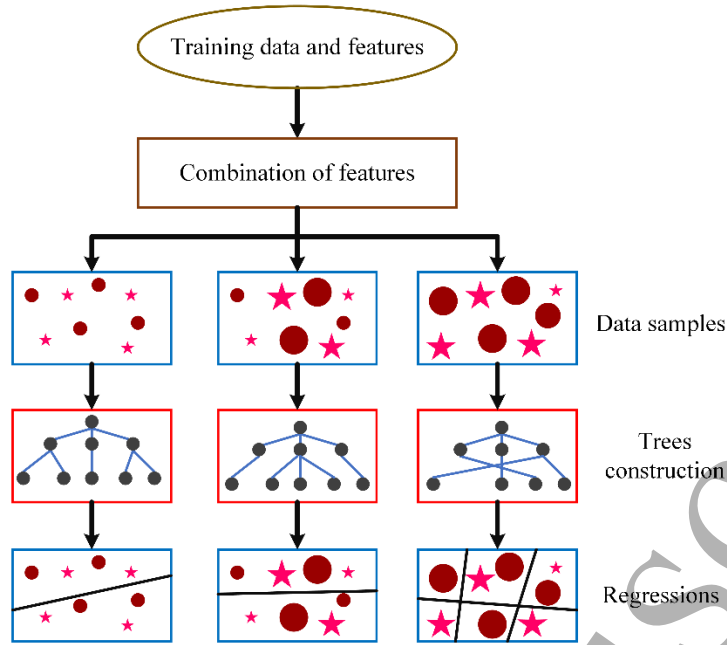 Training data and features
Combination of features
Data samples
Trees
construction
Regressions